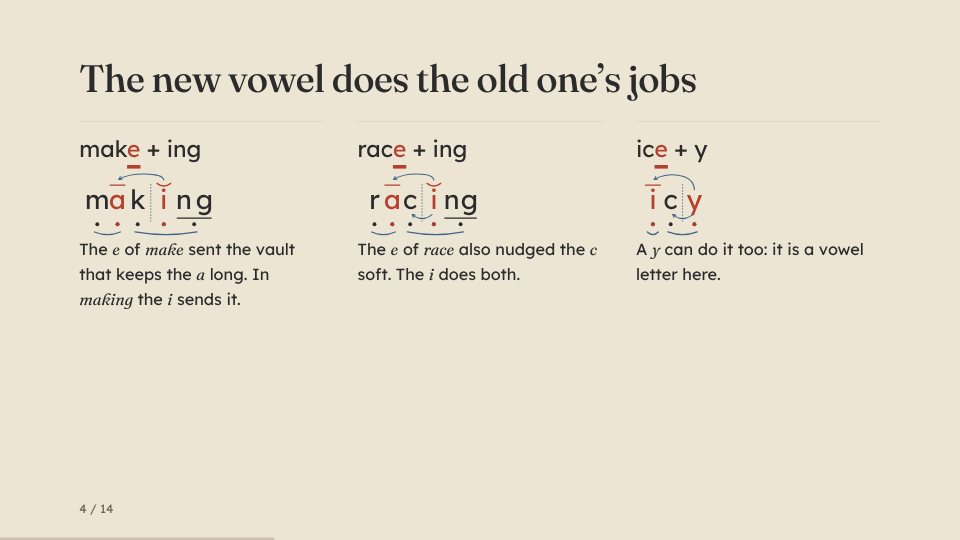 The new vowel does the old one’s jobs
make + ing
making
The e of make sent the vault
that keeps the a long. In
making the i sends it.
race + ing
racing
The e of race also nudged the c
soft. The i does both.
ice + y
icy
A y can do it too: it is a vowel
letter here.
4 / 14